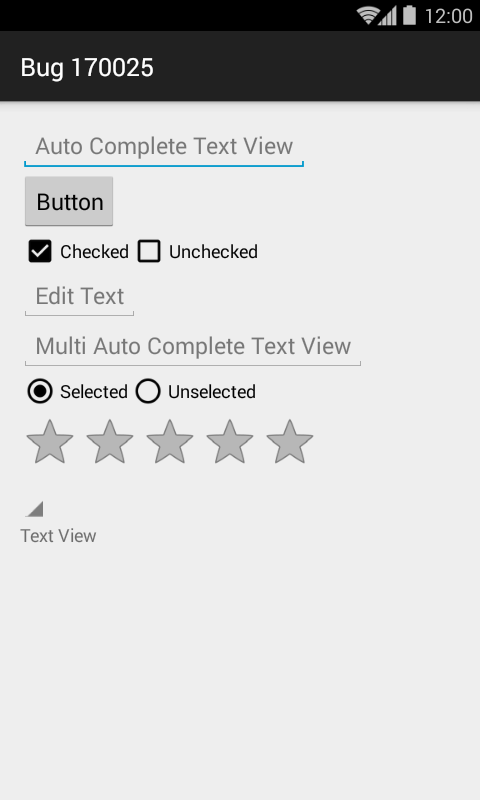 12:00
Bug 170025
Auto Complete Text View
Button
Checked Unchecked
Edit Text
Multi Auto Complete Text View
Selected Unselected
Text View